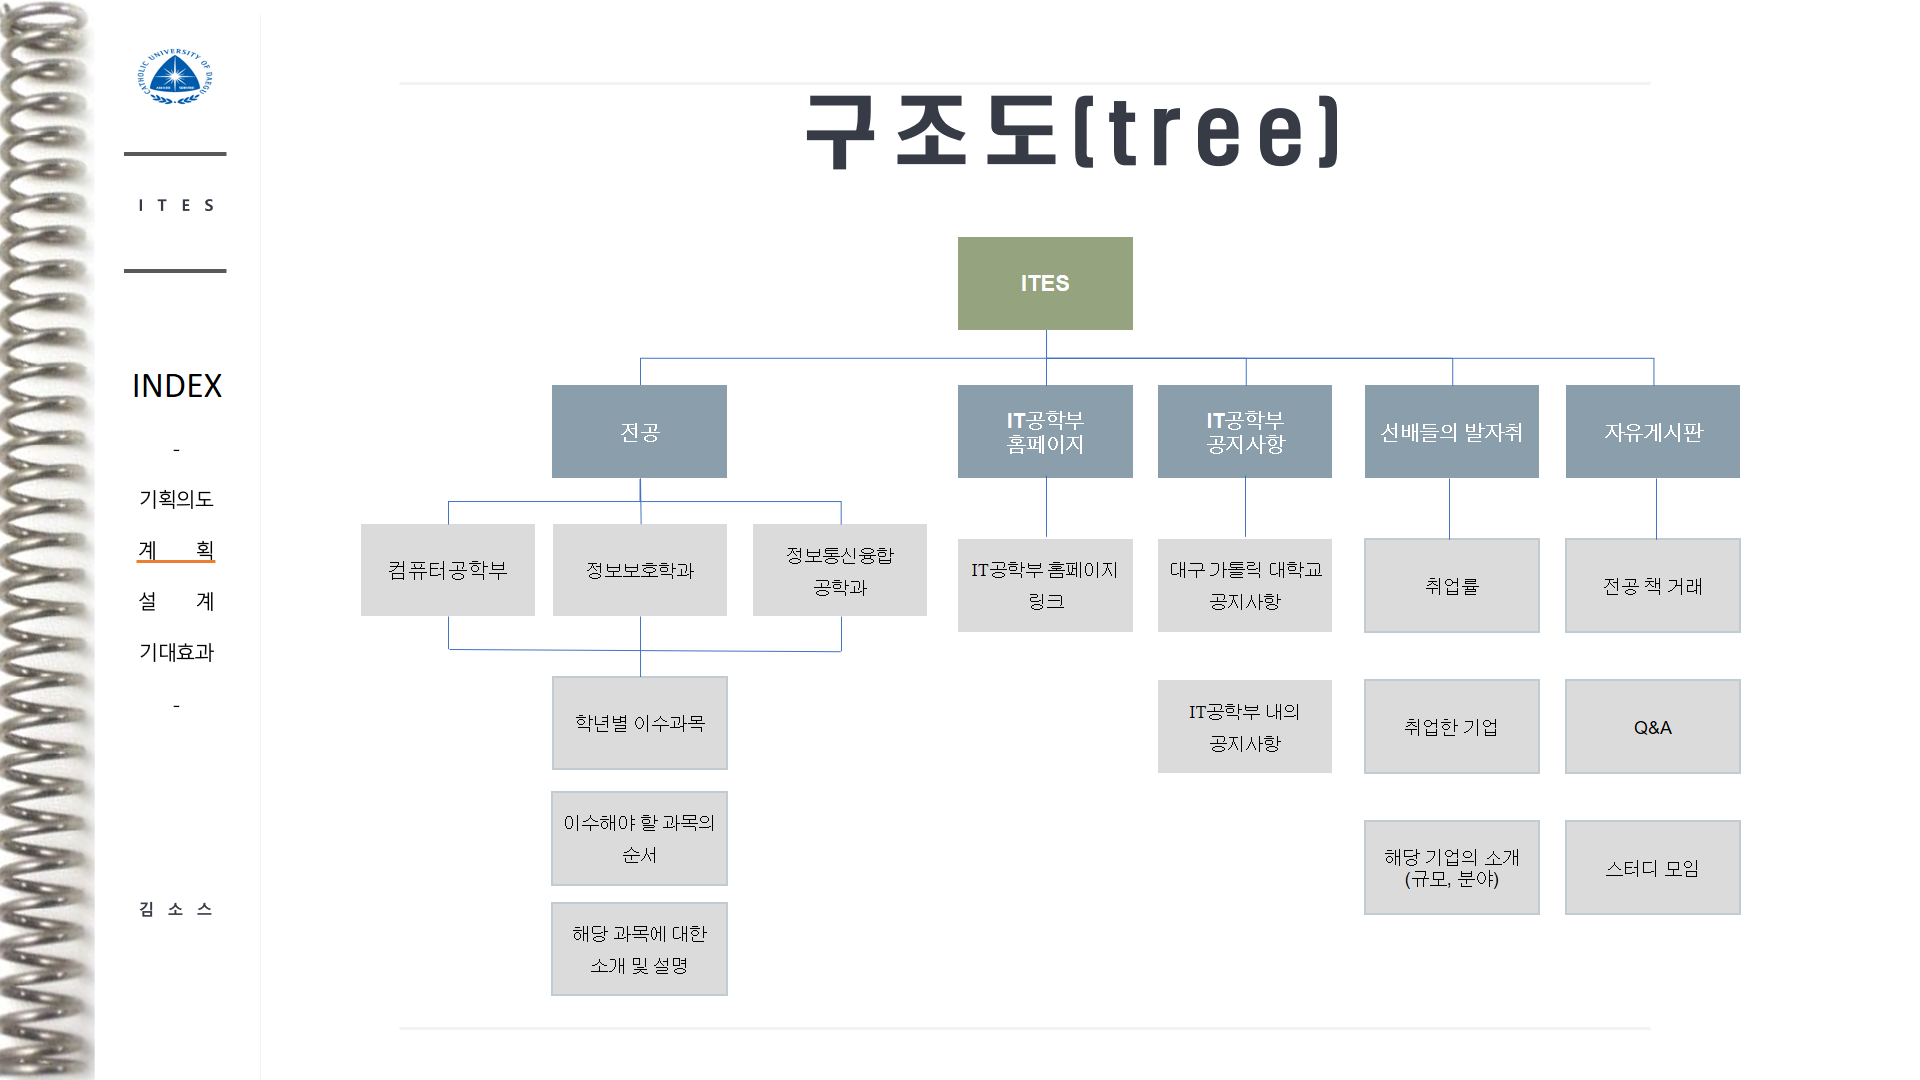 CATHOLIC UNIVERSITY OF DAEGU
I T E S
INDEX
-
기획의도
계 획
설 계
기대효과
-
김 소 스
구조도(tree)
ITES
전공
IT공학부
홈페이지
IT공학부
공지사항
선배들의 발자취
자유게시판
컴퓨터공학부
정보보호학과
정보통신융합
공학과
IT공학부 홈페이지
링크
대구 가톨릭 대학교
공지사항
취업률
전공 책 거래
학년별 이수과목
IT공학부 내의
공지사항
취업한 기업
Q&A
이수해야 할 과목의
순서
해당 기업의 소개
(규모, 분야)
스터디 모임
해당 과목에 대한
소개 및 설명